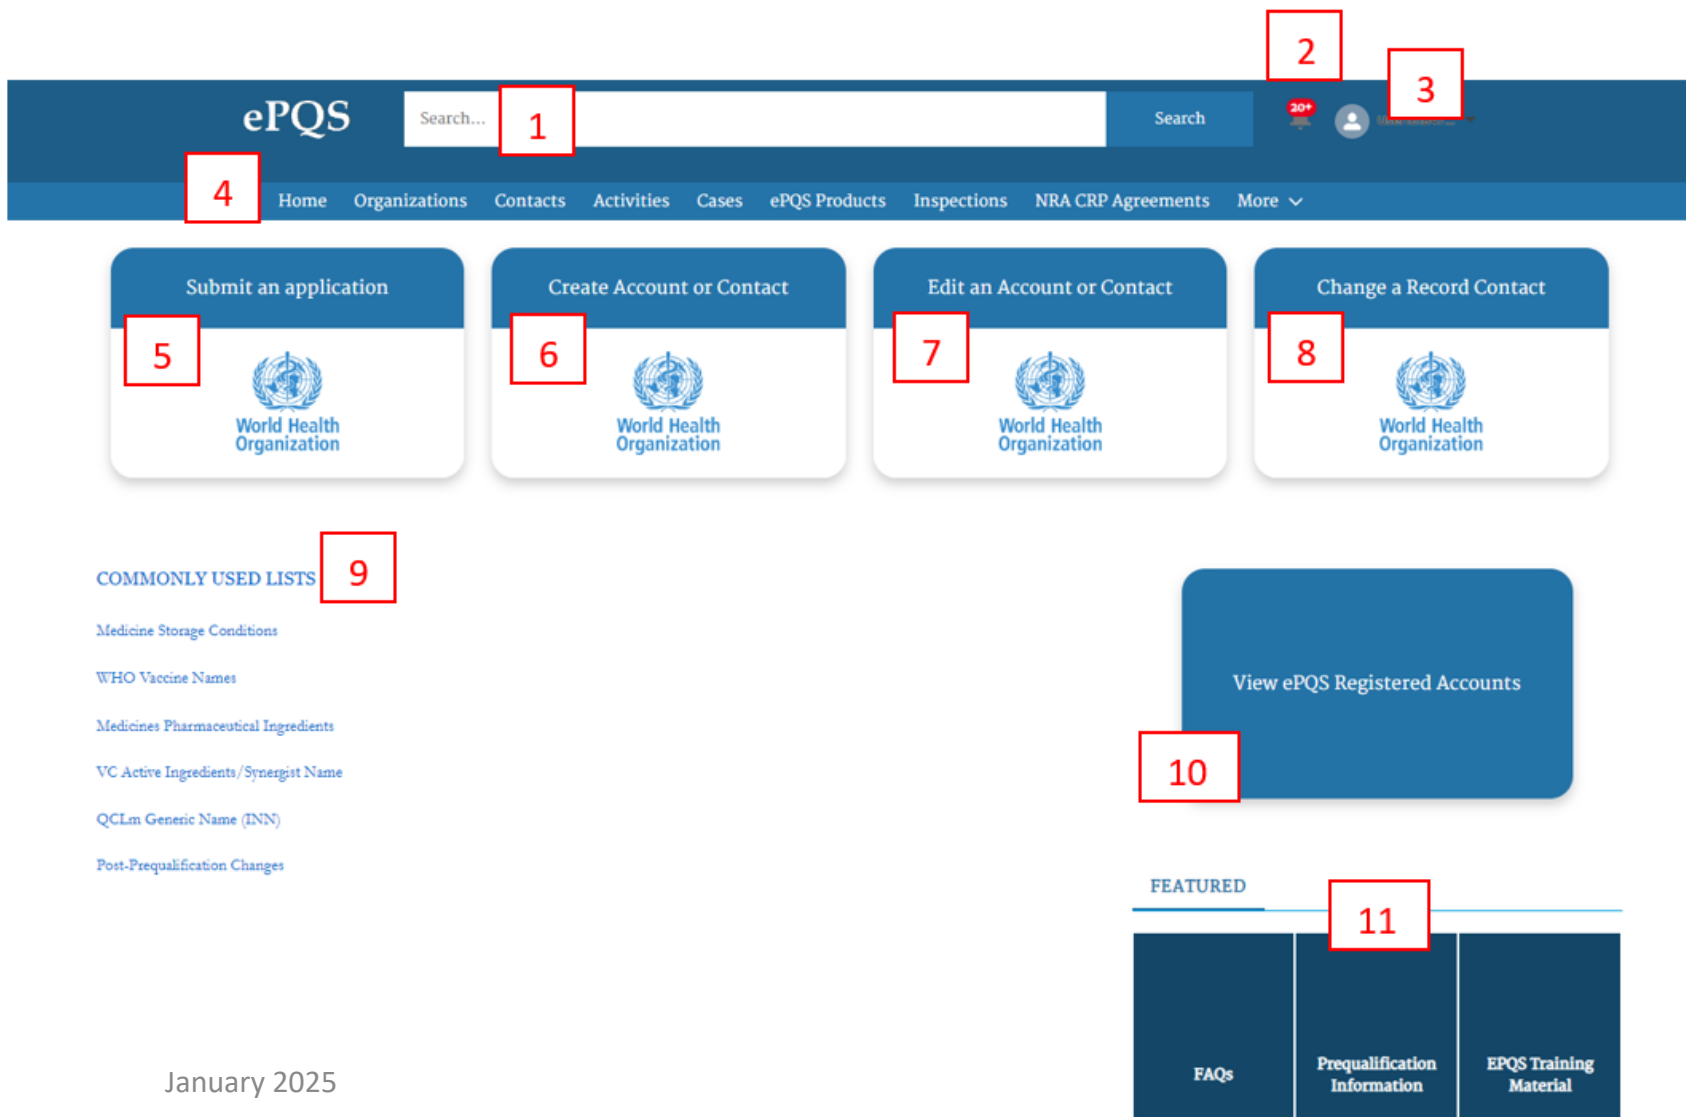 2
3
ePQS
Search...
1
Search
20+
4
Home Organizations Contacts Activities Cases ePQS Products Inspections NRA CRP Agreements More
Submit an application
Create Account or Contact
Edit an Account or Contact
Change a Record Contact
5
6
7
8
World Health
Organization
World Health
Organization
World Health
Organization
World Health
Organization
COMMONLY USED LISTS
9
Medicine Storage Conditions
WHO Vaccine Names
Medicines Pharmaceutical Ingredients
VC Active Ingredients/Synergist Name
QCLm Generic Name (INN)
Post-Prequalification Changes
View ePQS Registered Accounts
10
FEATURED
11
FAQs
Prequalification
Information
EPQS Training
Material
January 2025